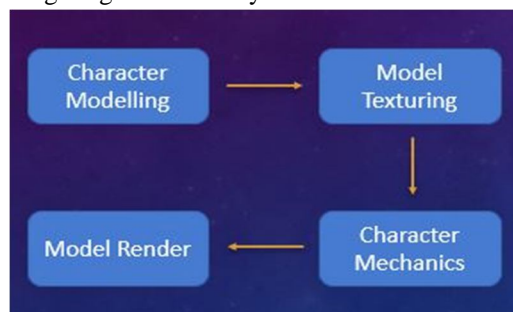 Character
Modelling
Model
Texturing
Character
Mechanics
Model Render